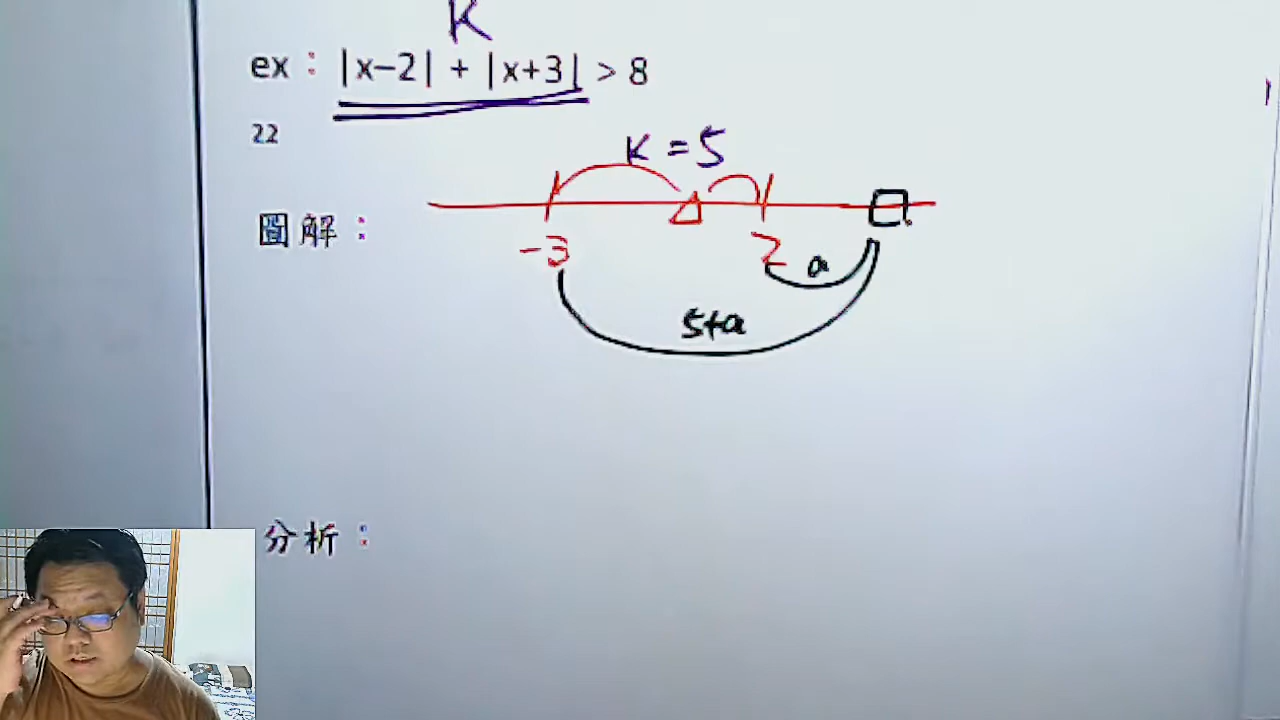 K
ex：|x-2| + |x+3| > 8
22
K = 5
圖解：
-3 2 a
5+a
分析：